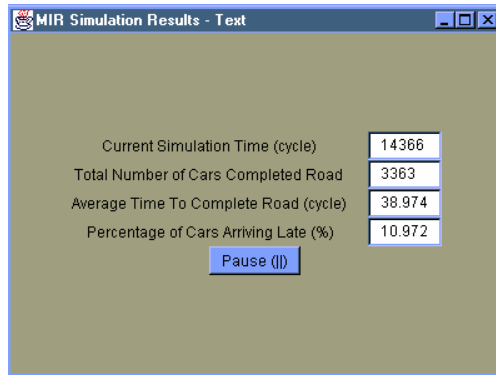 MIR Simulation Results - Text
Current Simulation Time (cycle) 14366
Total Number of Cars Completed Road 3363
Average Time To Complete Road (cycle) 38.974
Percentage of Cars Arriving Late (%) 10.972
Pause (||)